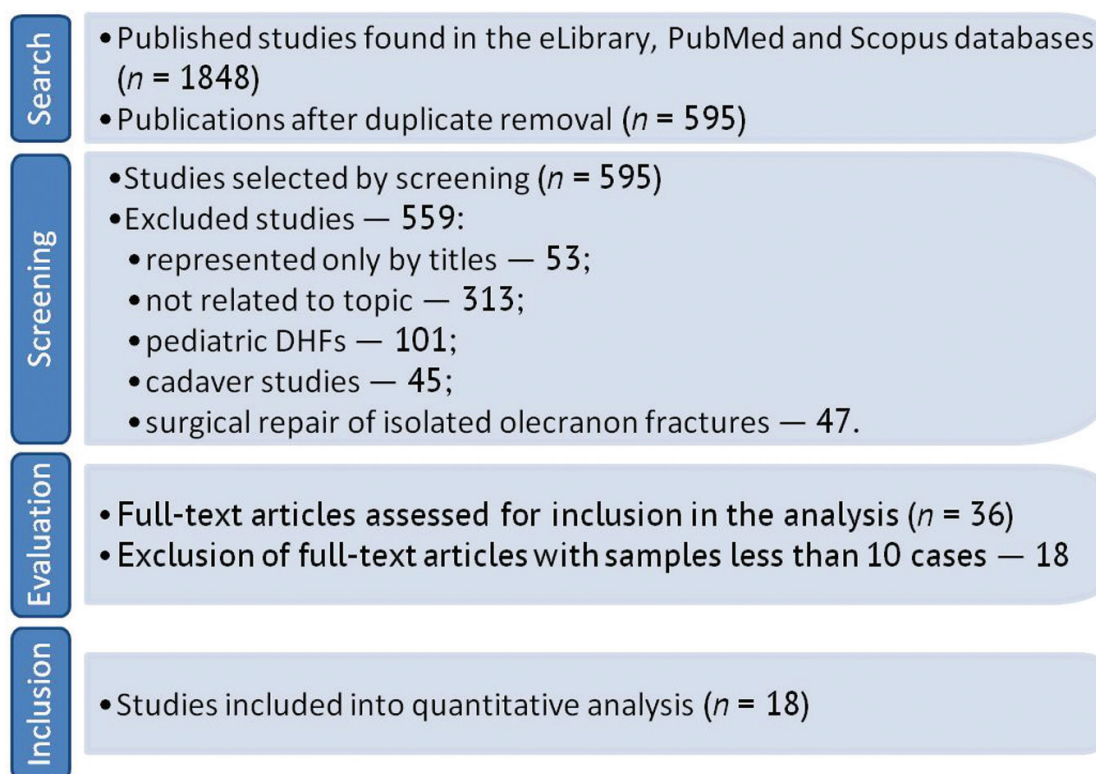 Search
• Published studies found in the eLibrary, PubMed and Scopus databases
(n = 1848)
• Publications after duplicate removal (n = 595)
Screening
•Studies selected by screening (n = 595)
•Excluded studies — 559:
•represented only by titles — 53;
•not related to topic — 313;
•pediatric DHFs — 101;
•cadaver studies — 45;
•surgical repair of isolated olecranon fractures — 47.
Evaluation
• Full-text articles assessed for inclusion in the analysis (n = 36)
• Exclusion of full-text articles with samples less than 10 cases — 18
Inclusion
• Studies included into quantitative analysis (n = 18)